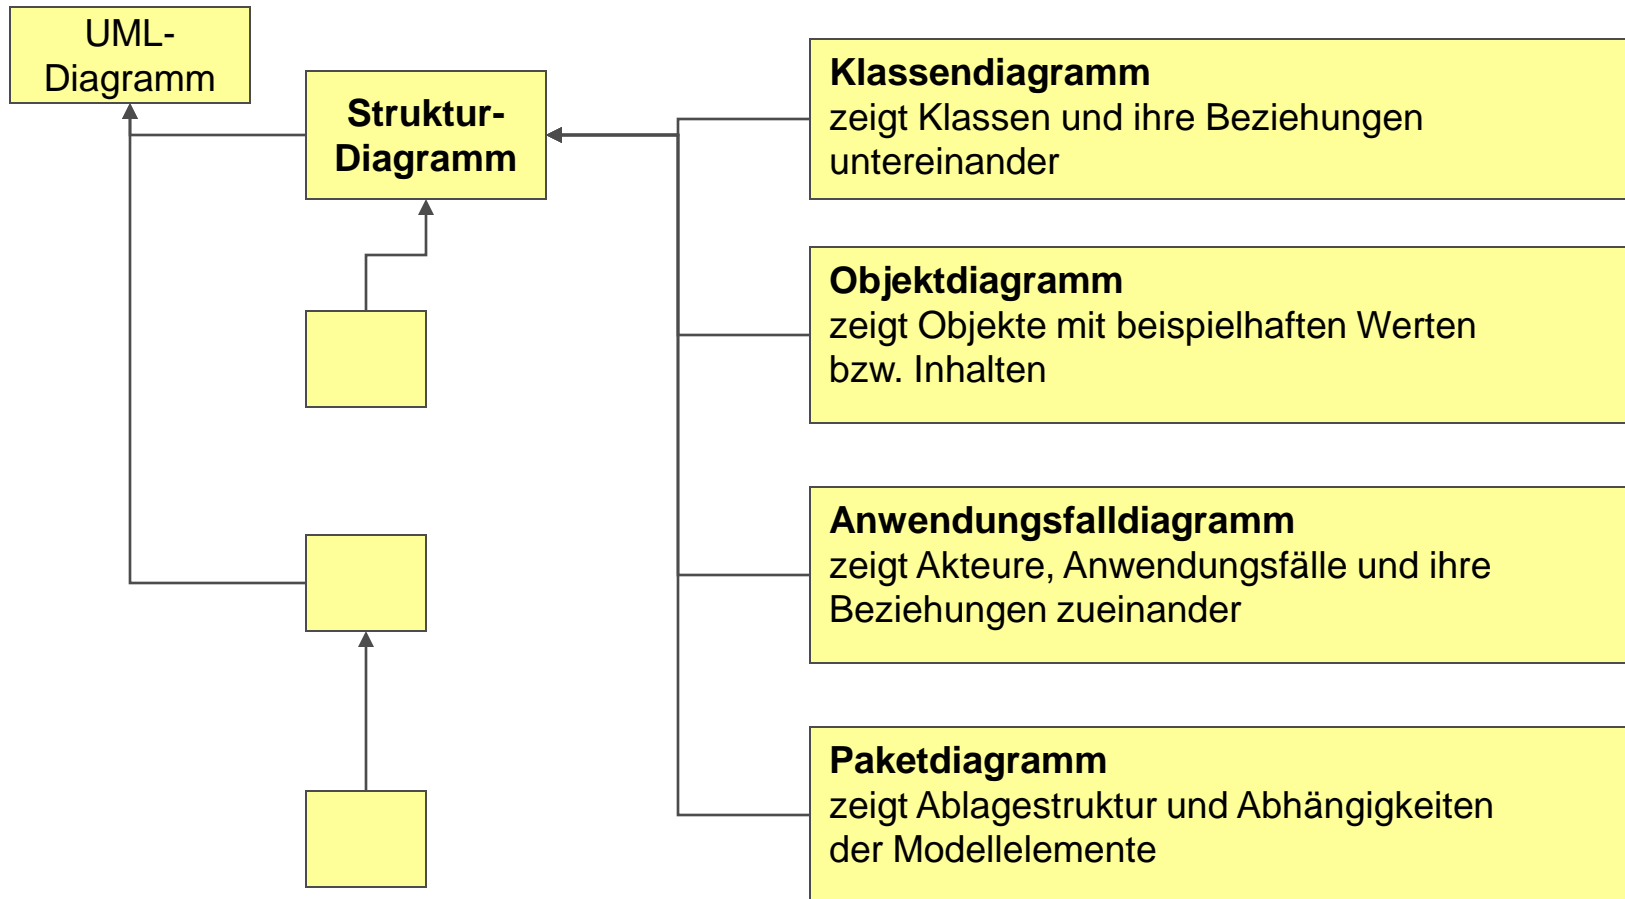 UML-
Diagramm
Struktur-
Diagramm
Klassendiagramm
zeigt Klassen und ihre Beziehungen
untereinander
Objektdiagramm
zeigt Objekte mit beispielhaften Werten
bzw. Inhalten
Anwendungsfalldiagramm
zeigt Akteure, Anwendungsfälle und ihre
Beziehungen zueinander
Paketdiagramm
zeigt Ablagestruktur und Abhängigkeiten
der Modellelemente